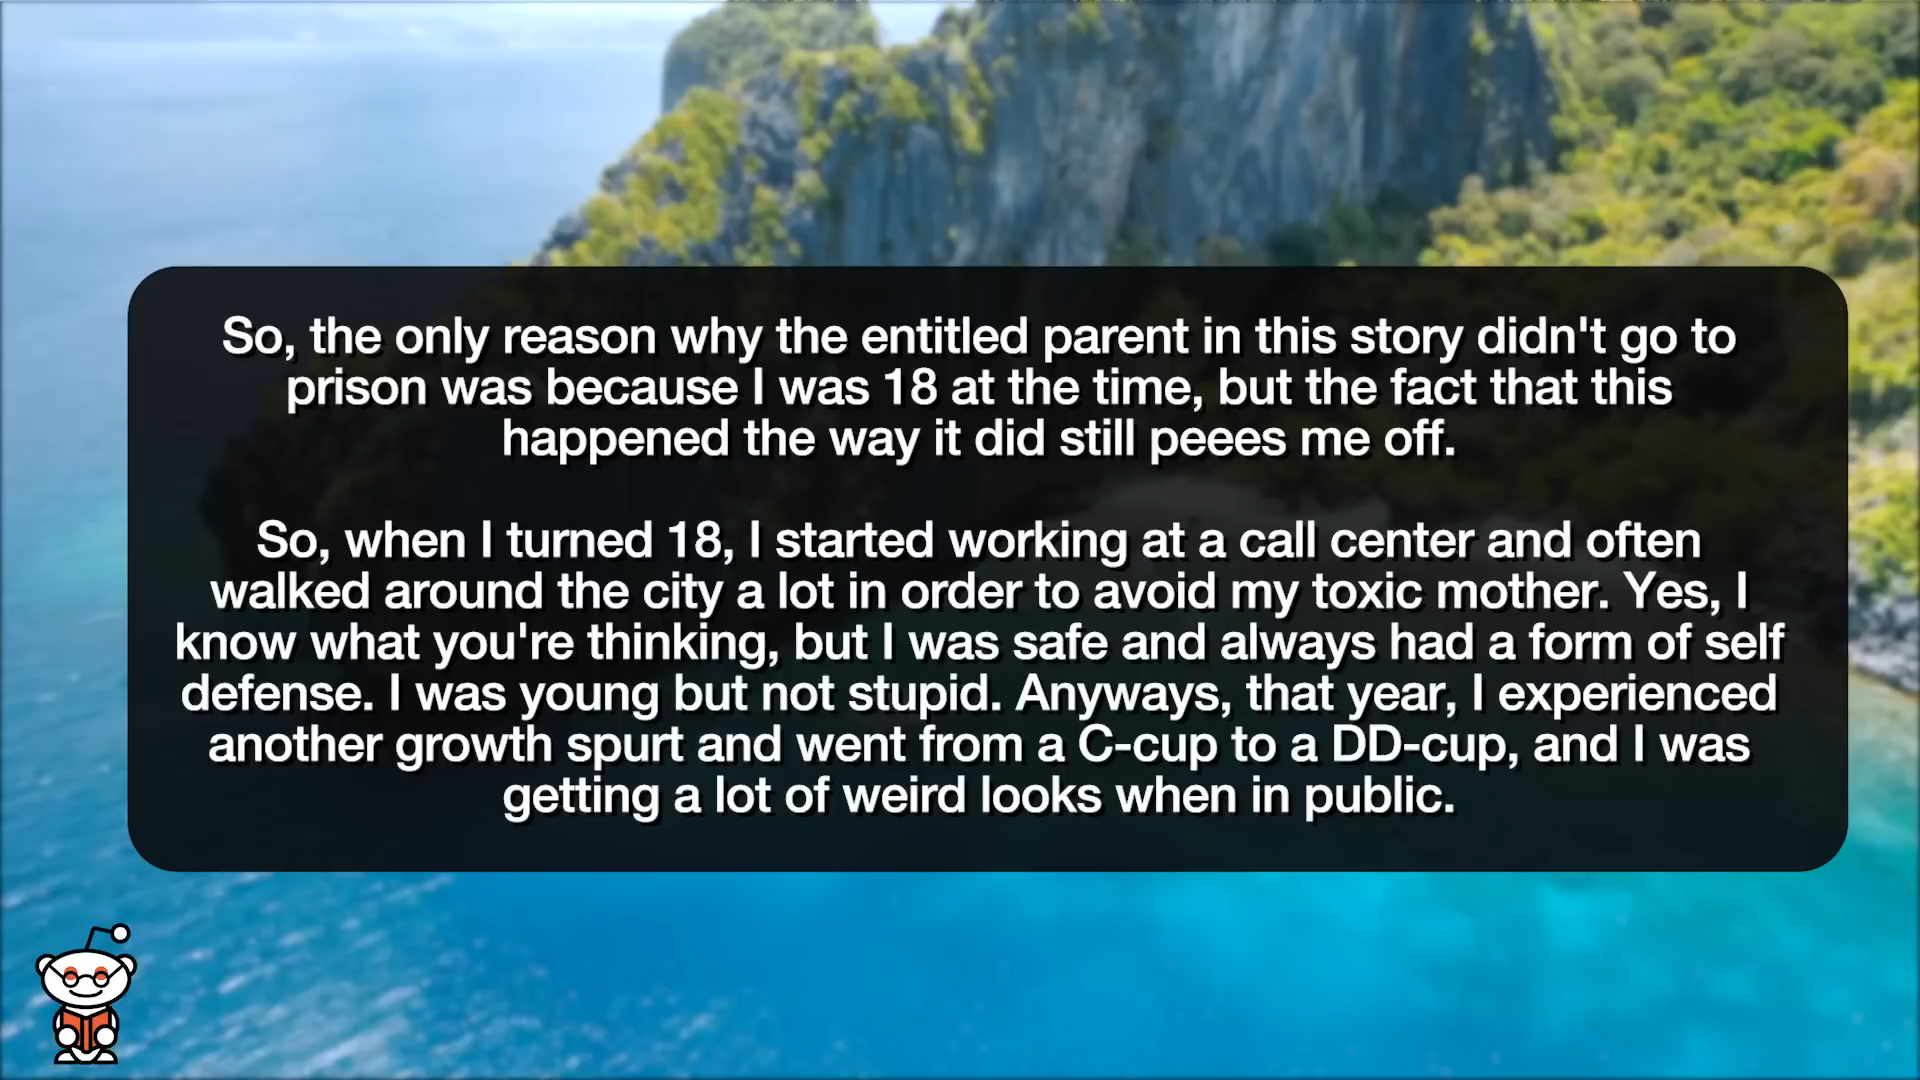 So, the only reason why the entitled parent in this story didn't go to
prison was because I was 18 at the time, but the fact that this
happened the way it did still peees me off.
So, when I turned 18, I started working at a call center and often
walked around the city a lot in order to avoid my toxic mother. Yes, I
know what you're thinking, but I was safe and always had a form of self
defense. I was young but not stupid. Anyways, that year, I experienced
another growth spurt and went from a C-cup to a DD-cup, and I was
getting a lot of weird looks when in public.